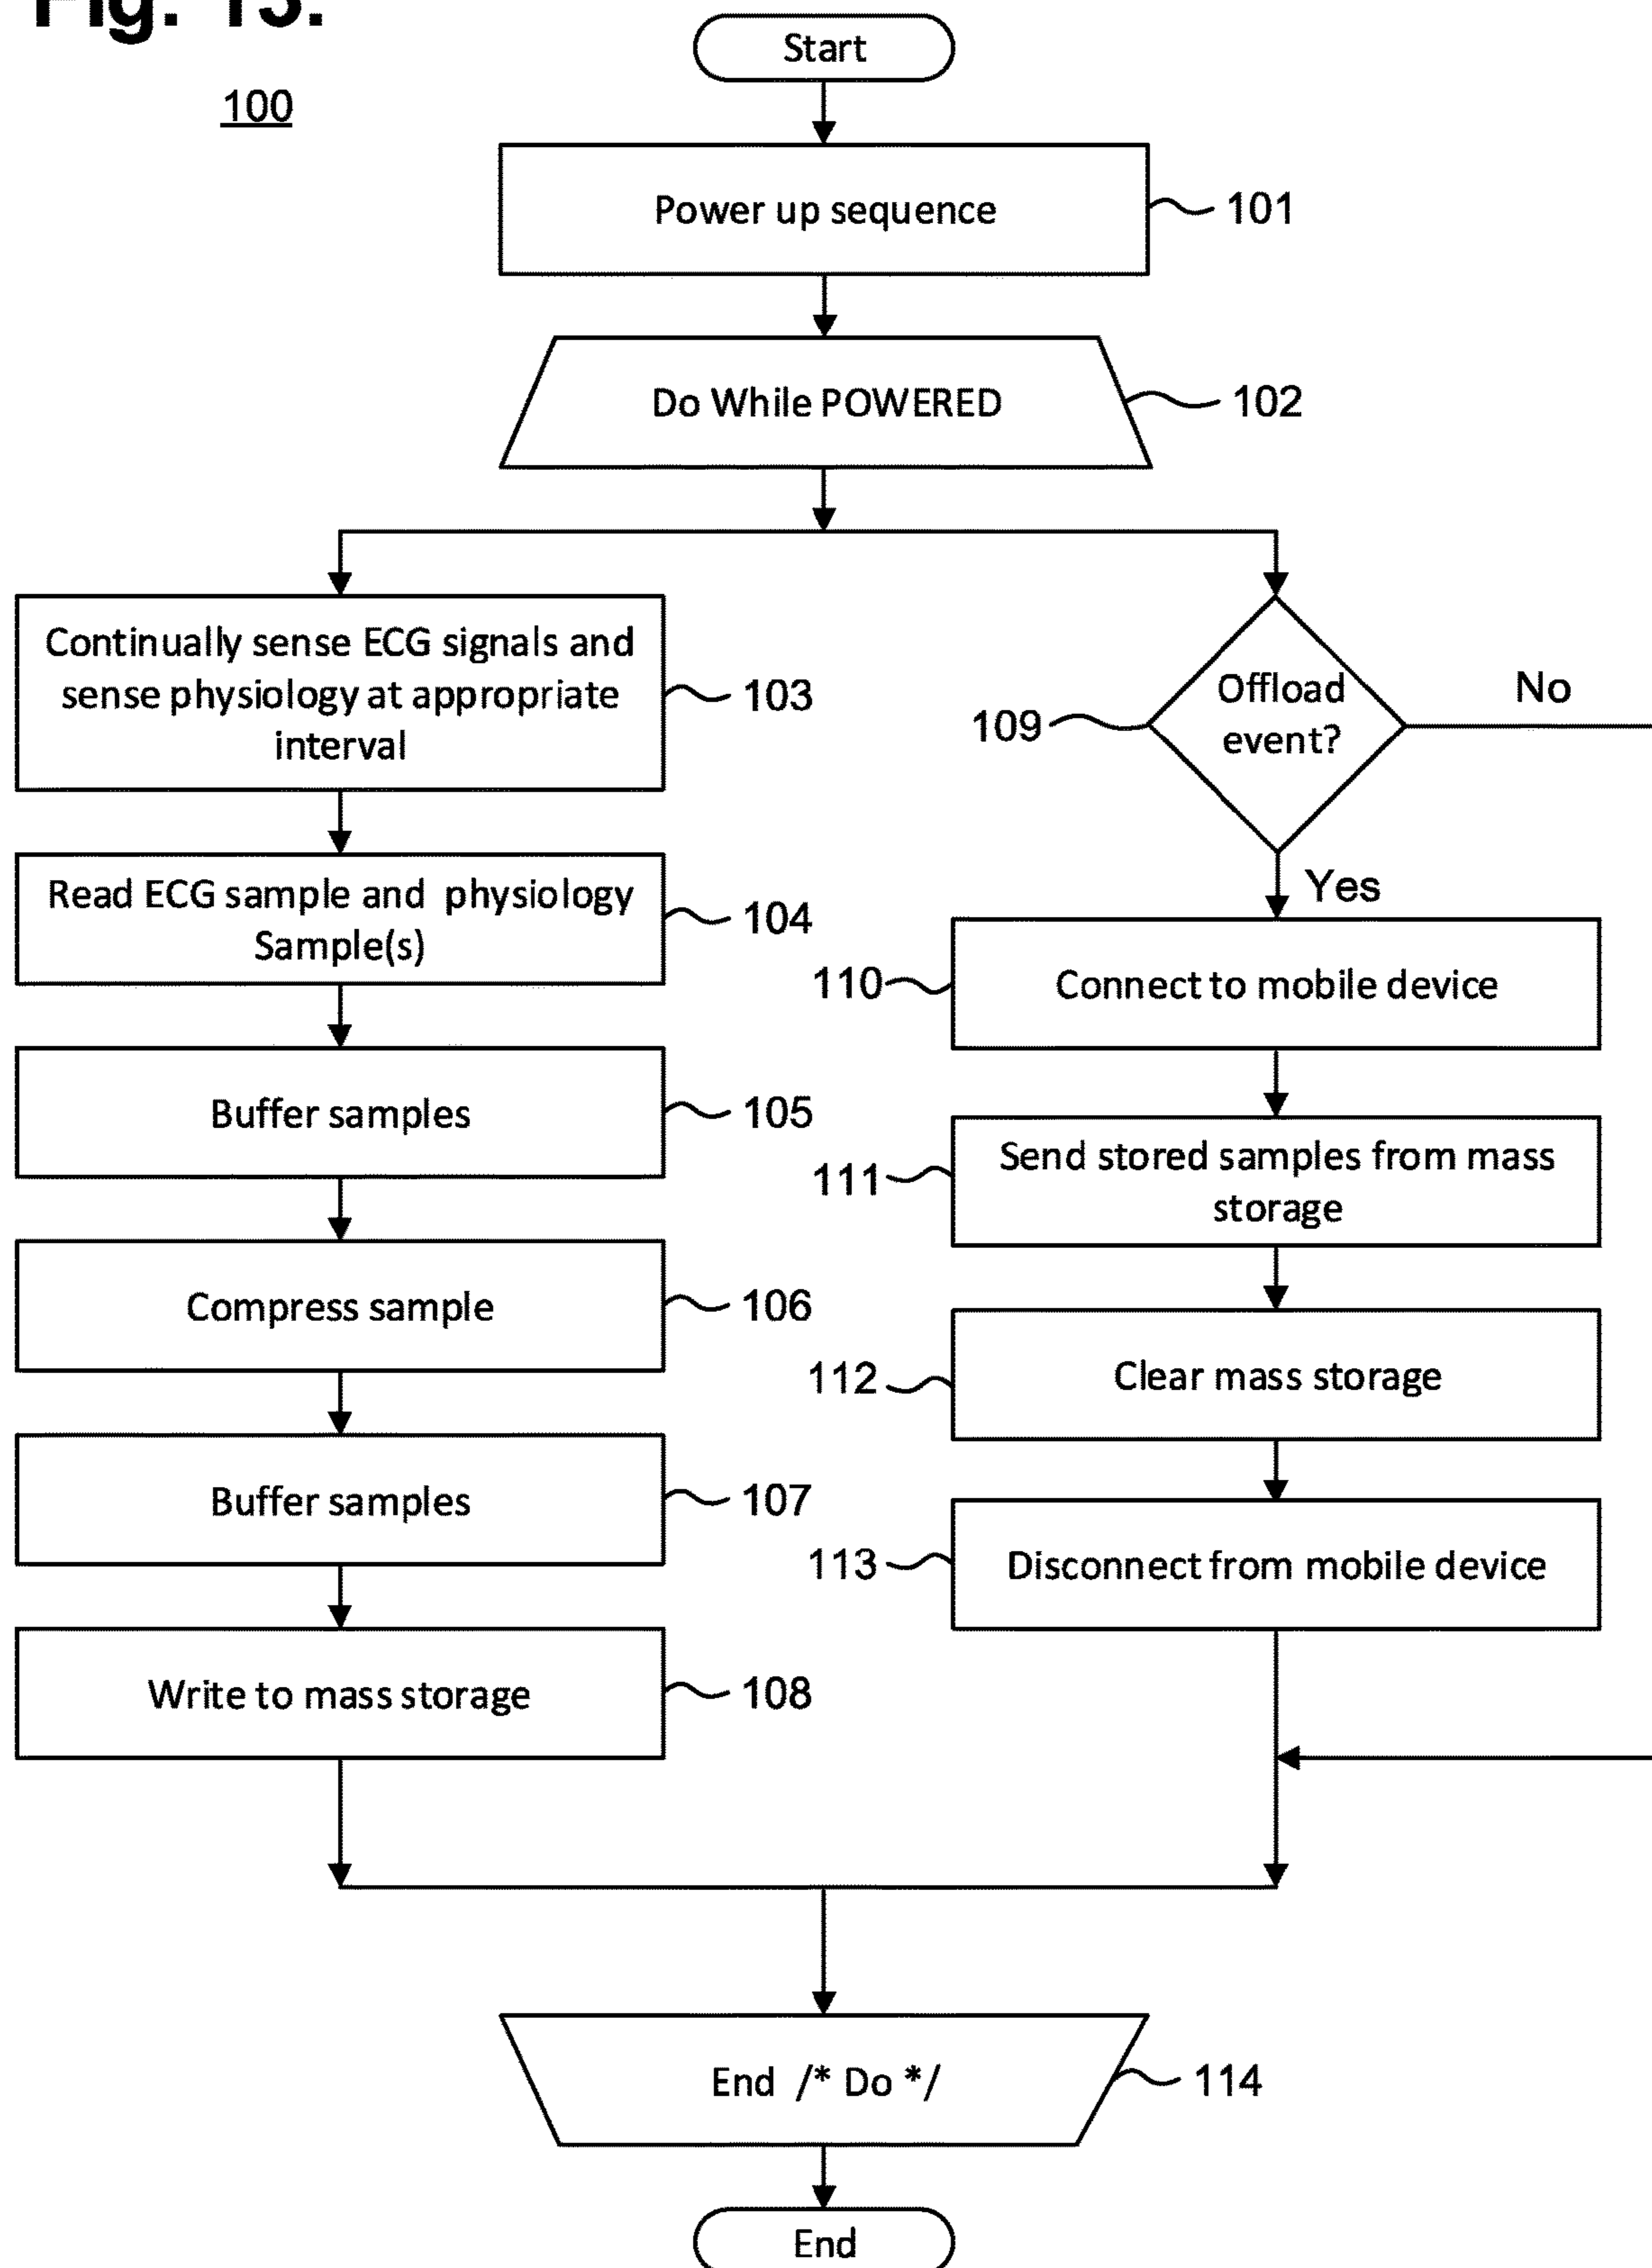 Fig. 13.
100
Start
Power up sequence
101
Do While POWERED
102
Continually sense ECG signals and
sense physiology at appropriate
interval
103
Read ECG sample and physiology
Sample(s)
104
Buffer samples
105
Compress sample
106
Buffer samples
107
Write to mass storage
108
Offload
event?
109
No
Yes
Connect to mobile device
110
Send stored samples from mass
storage
111
Clear mass storage
112
Disconnect from mobile device
113
End /* Do */
114
End